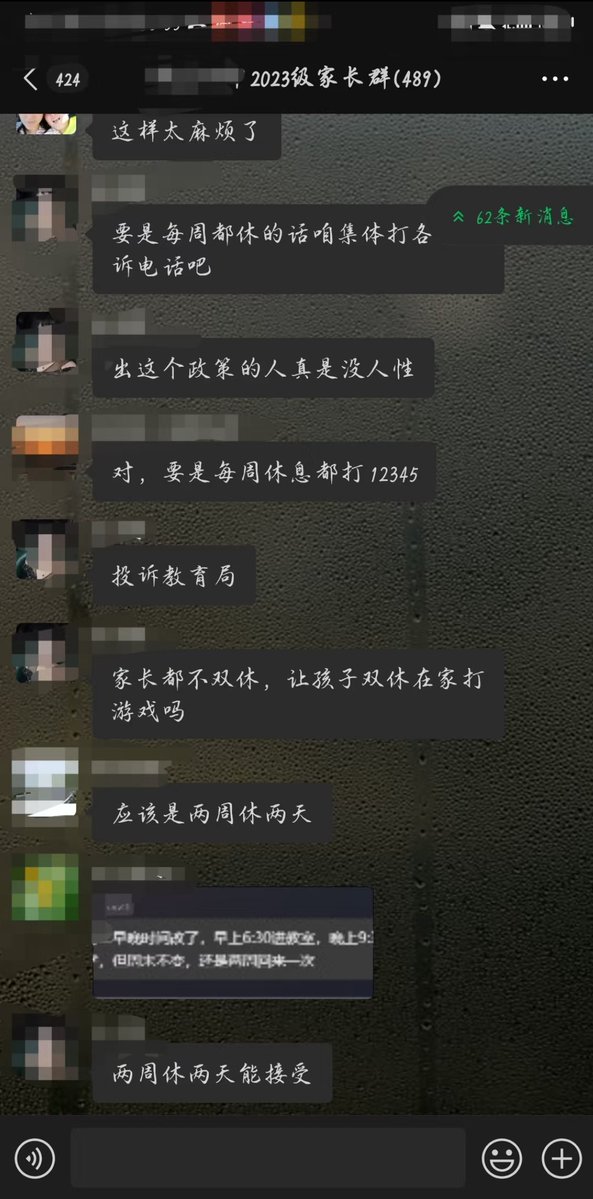 424
2023级家长群(489)
这样太麻烦了
62条新消息
要是每周都休的话咱集体打各
诉电话吧
出这个政策的人真是没人性
对，要是每周休息都打12345
投诉教育局
家长都不双休，让孩子双休在家打
游戏吗
应该是两周休两天
早晚时间改了，早上6:30进教室，晚上9:
，但周末不变，还是两周回来一次
两周休两天能接受